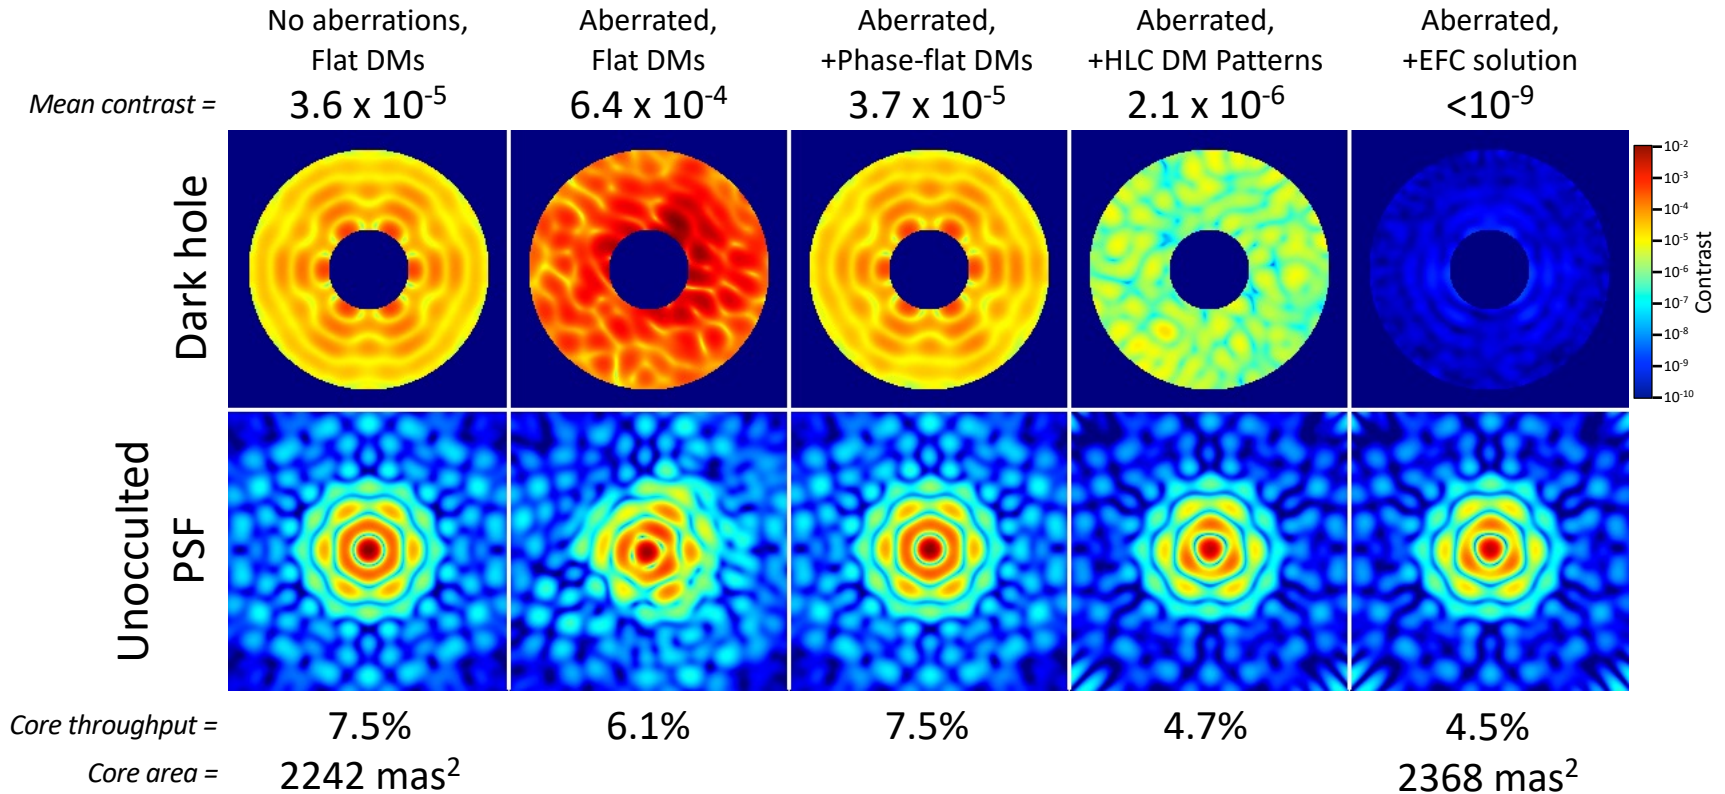 No aberrations, Aberrated, Aberrated, Aberrated, Aberrated,
Flat DMs Flat DMs +Phase-flat DMs +HLC DM Patterns +EFC solution
Mean contrast = 3.6 x 10⁻⁵ 6.4 x 10⁻⁴ 3.7 x 10⁻⁵ 2.1 x 10⁻⁶ <10⁻⁹
Dark hole
10⁻²
10⁻³
10⁻⁴
10⁻⁵
10⁻⁶
10⁻⁷
10⁻⁸
10⁻⁹
10⁻¹⁰
Contrast
Unocculted
PSF
Core throughput = 7.5% 6.1% 7.5% 4.7% 4.5%
Core area = 2242 mas² 2368 mas²